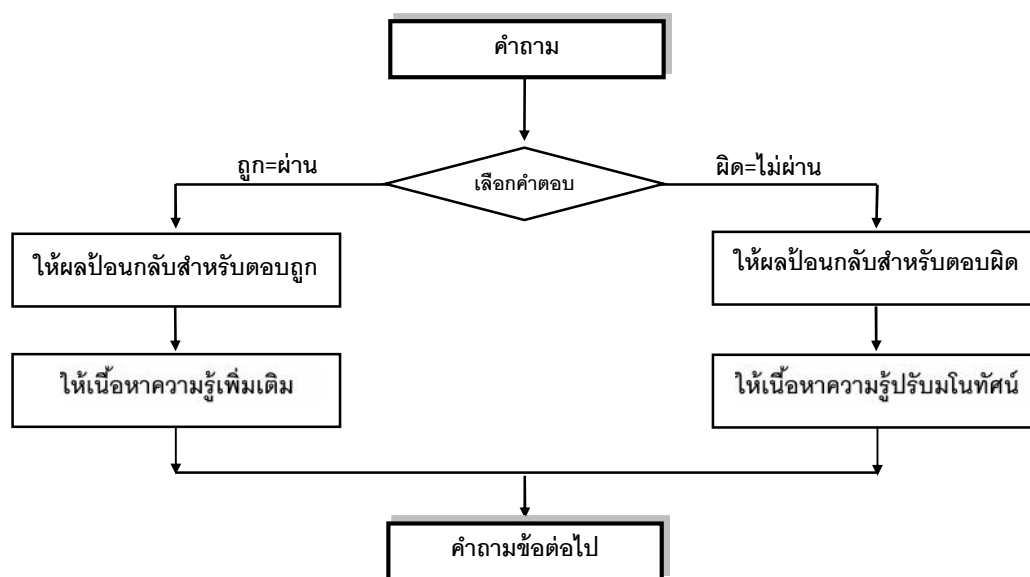 คำถาม
ถูก=ผ่าน
ผิด=ไม่ผ่าน
เลือกคำตอบ
ให้ผลป้อนกลับสำหรับตอบถูก
ให้ผลป้อนกลับสำหรับตอบผิด
ให้เนื้อหาความรู้เพิ่มเติม
ให้เนื้อหาความรู้ปรับมโนทัศน์
คำถามข้อต่อไป